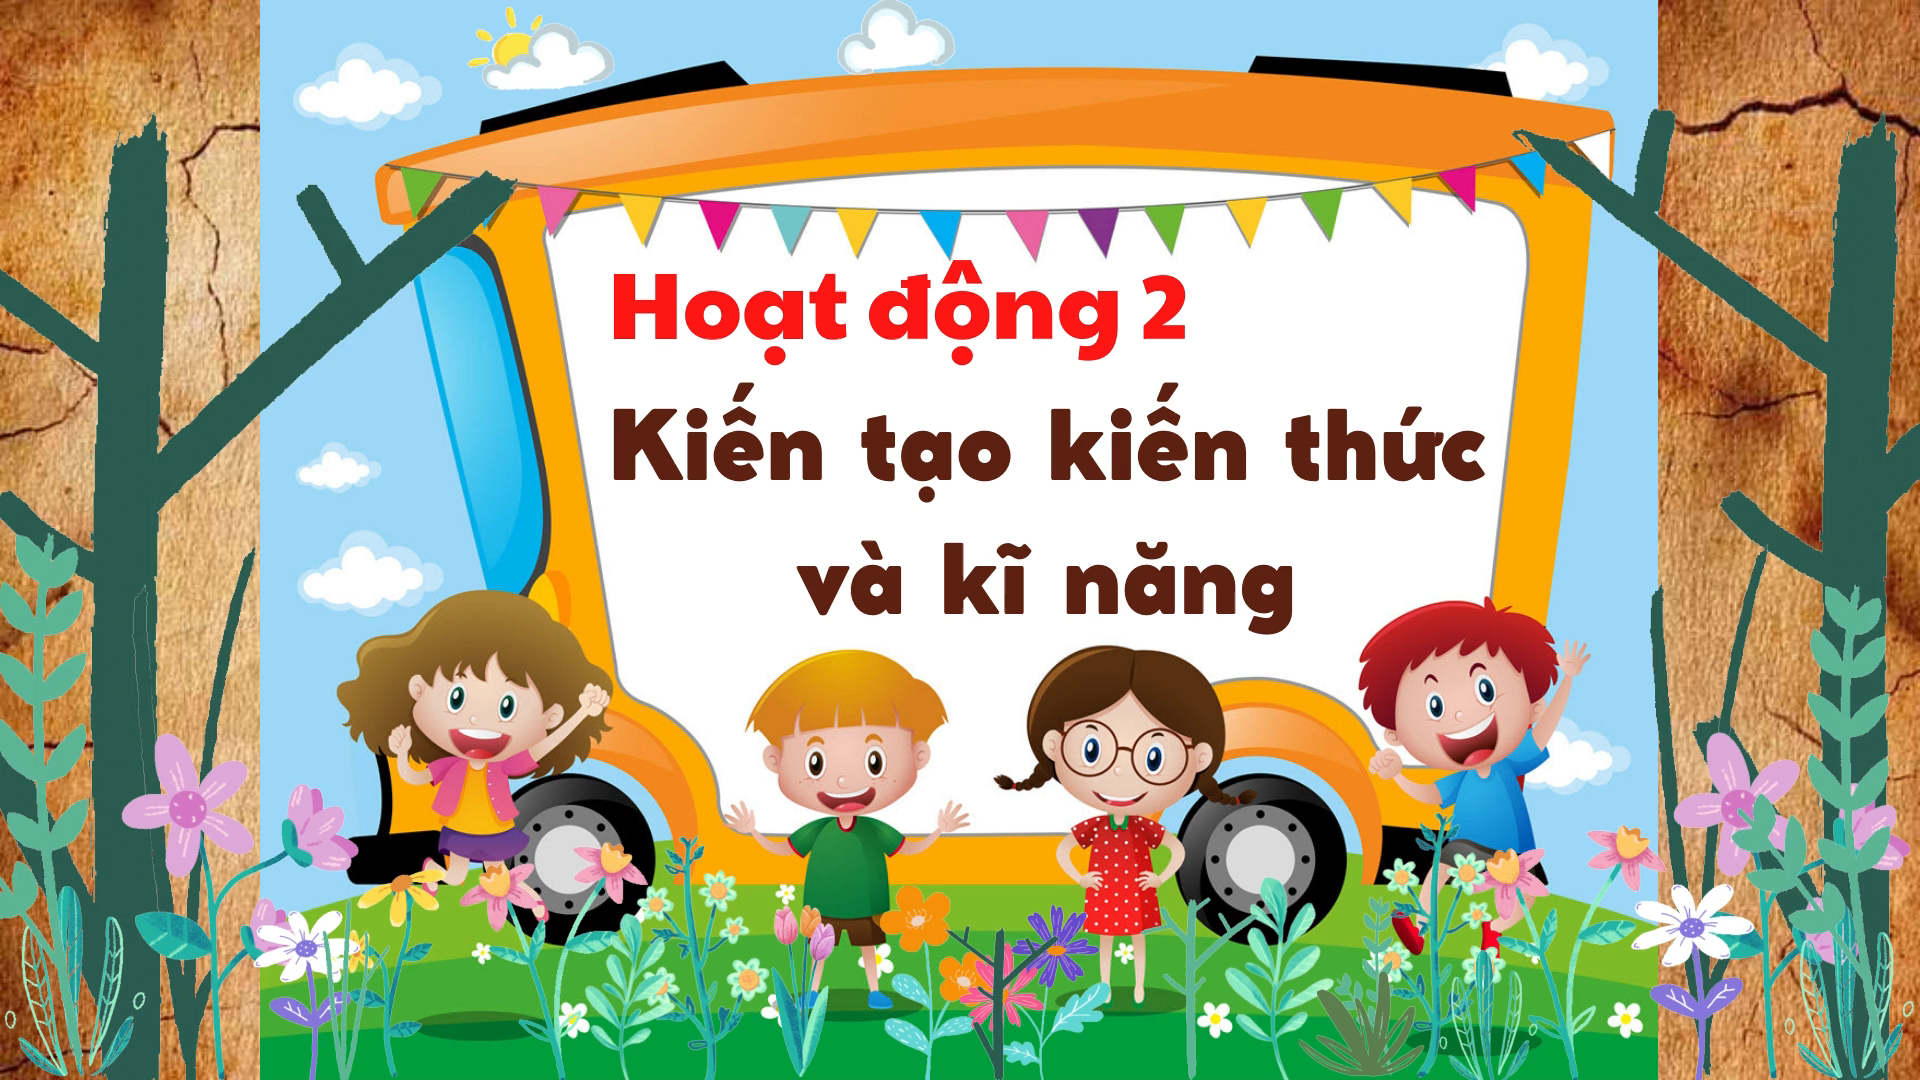 Hoạt động 2
Kiến tạo kiến thức
và kĩ năng